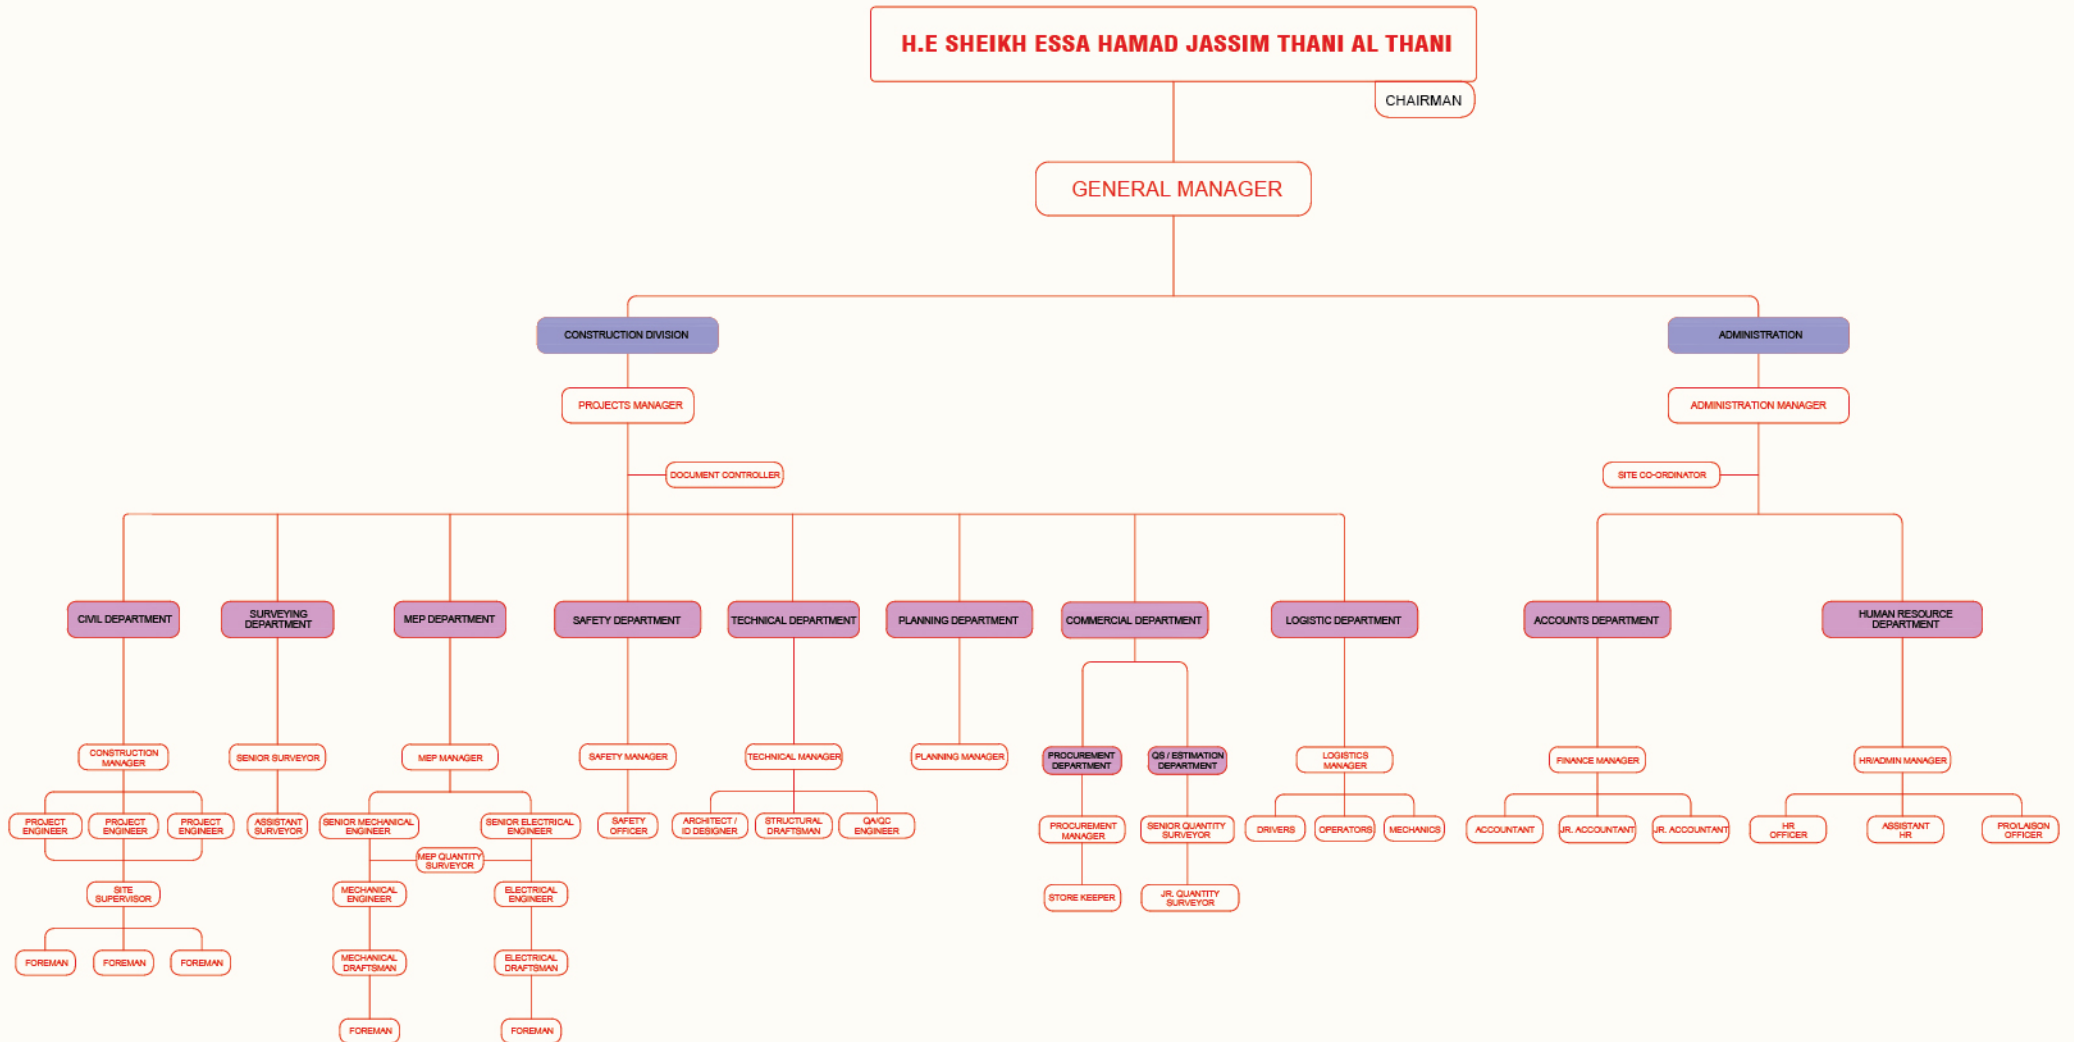 H.E SHEIKH ESSA HAMAD JASSIM THANI AL THANI
CHAIRMAN
GENERAL MANAGER
CONSTRUCTION DIVISION
ADMINISTRATION
PROJECTS MANAGER
ADMINISTRATION MANAGER
DOCUMENT CONTROLLER
SITE CO-ORDINATOR
CIVIL DEPARTMENT
SURVEYING
DEPARTMENT
MEP DEPARTMENT
SAFETY DEPARTMENT
TECHNICAL DEPARTMENT
PLANNING DEPARTMENT
COMMERCIAL DEPARTMENT
LOGISTIC DEPARTMENT
ACCOUNTS DEPARTMENT
HUMAN RESOURCE
DEPARTMENT
CONSTRUCTION
MANAGER
SENIOR SURVEYOR
MEP MANAGER
SAFETY MANAGER
TECHNICAL MANAGER
PLANNING MANAGER
PROCUREMENT
DEPARTMENT
QS / ESTIMATION
DEPARTMENT
LOGISTICS
MANAGER
FINANCE MANAGER
HR/ADMIN MANAGER
PROJECT
ENGINEER
PROJECT
ENGINEER
PROJECT
ENGINEER
ASSISTANT
SURVEYOR
SENIOR MECHANICAL
ENGINEER
SENIOR ELECTRICAL
ENGINEER
SAFETY
OFFICER
ARCHITECT /
ID DESIGNER
STRUCTURAL
DRAFTSMAN
QA/QC
ENGINEER
PROCUREMENT
MANAGER
SENIOR QUANTITY
SURVEYOR
DRIVERS
OPERATORS
MECHANICS
ACCOUNTANT
JR. ACCOUNTANT
JR. ACCOUNTANT
HR
OFFICER
ASSISTANT
HR
PRO/LAISON
OFFICER
MEP QUANTITY
SURVEYOR
SITE
SUPERVISOR
MECHANICAL
ENGINEER
ELECTRICAL
ENGINEER
STORE KEEPER
JR. QUANTITY
SURVEYOR
FOREMAN
FOREMAN
FOREMAN
MECHANICAL
DRAFTSMAN
ELECTRICAL
DRAFTSMAN
FOREMAN
FOREMAN